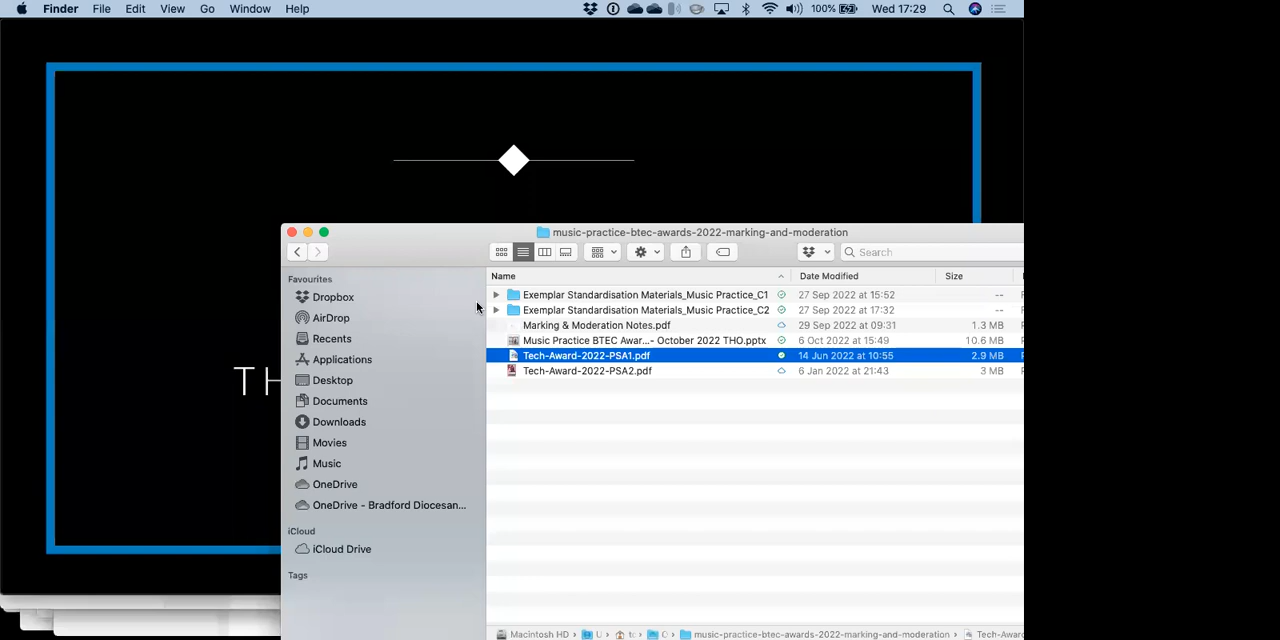 Finder File Edit View Go Window Help 100% Wed 17:29
TH
music-practice-btec-awards-2022-marking-and-moderation
Search
Favourites
Dropbox
AirDrop
Recents
Applications
Desktop
Documents
Downloads
Movies
Music
OneDrive
OneDrive - Bradford Diocesan...
iCloud
iCloud Drive
Tags
Name Date Modified Size
Exemplar Standardisation Materials_Music Practice_C1 27 Sep 2022 at 15:52 --
Exemplar Standardisation Materials_Music Practice_C2 27 Sep 2022 at 17:32 --
Marking & Moderation Notes.pdf 29 Sep 2022 at 09:31 1.3 MB
Music Practice BTEC Awar...- October 2022 THO.pptx 6 Oct 2022 at 15:49 10.6 MB
Tech-Award-2022-PSA1.pdf 14 Jun 2022 at 10:55 2.9 MB
Tech-Award-2022-PSA2.pdf 6 Jan 2022 at 21:43 3 MB
Macintosh HD › U › tc › O › music-practice-btec-awards-2022-marking-and-moderation › Tech-Awar